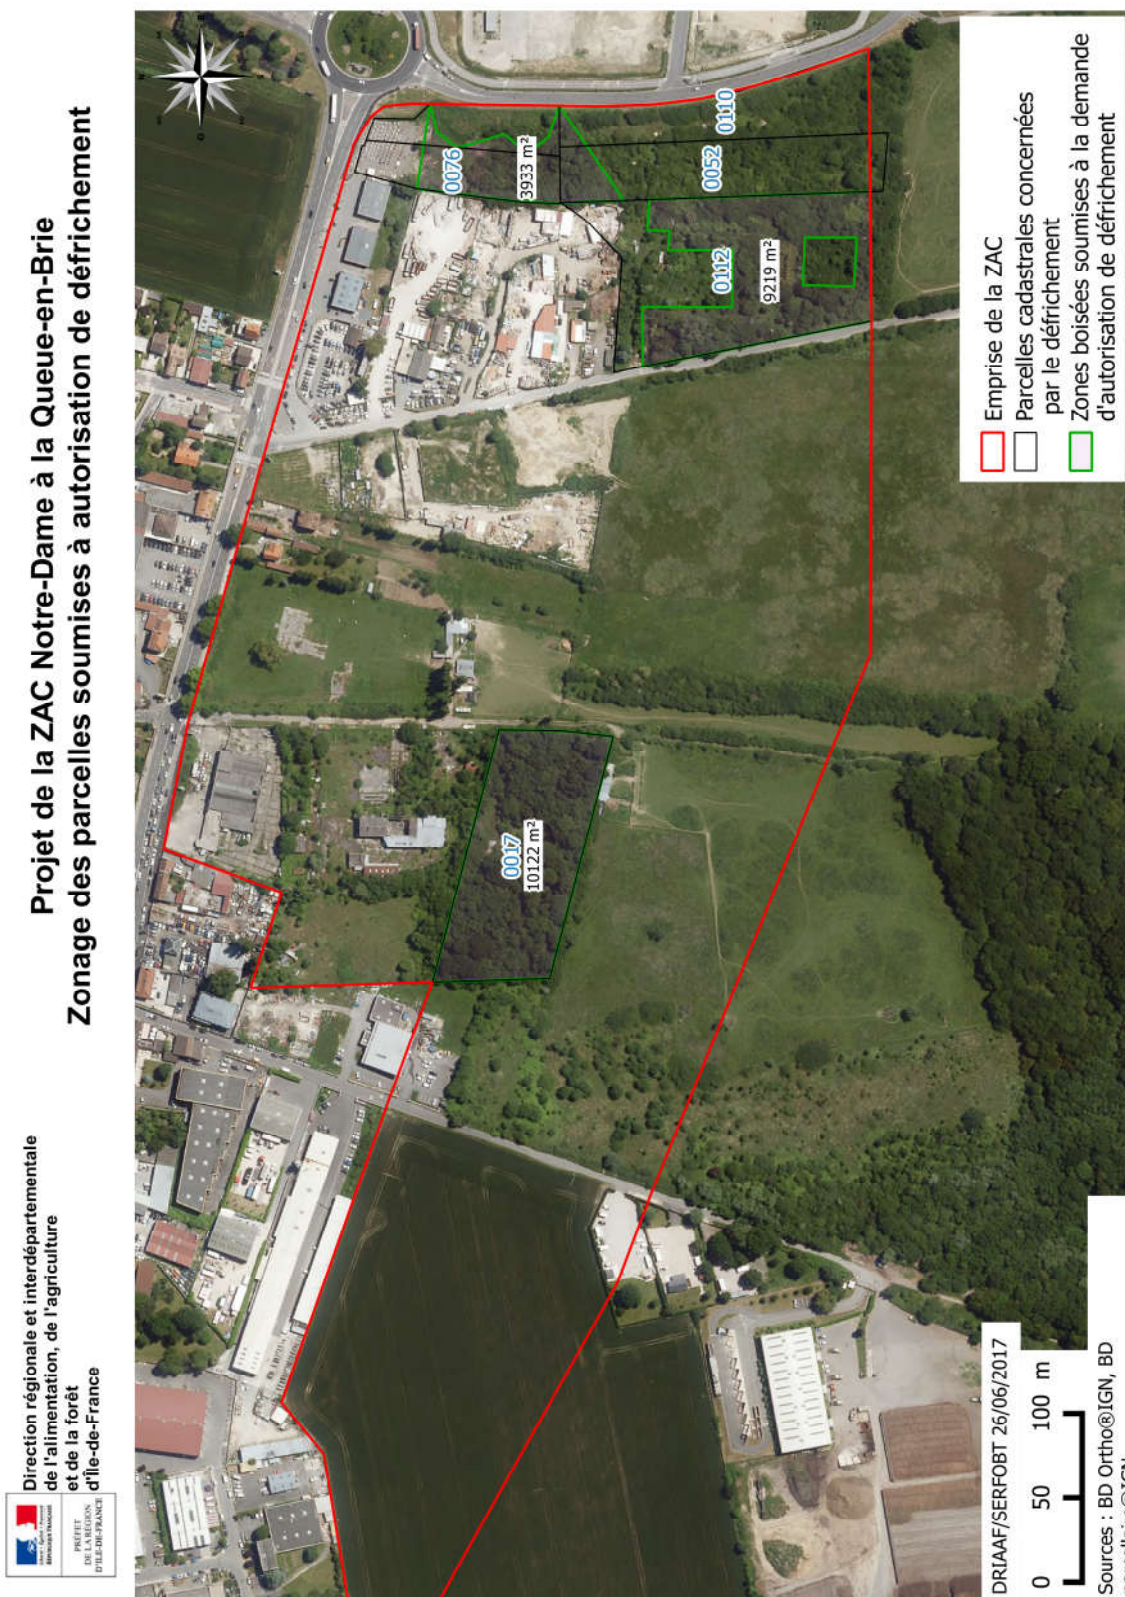 Direction régionale et interdépartementale
de l'alimentation, de l'agriculture
et de la forêt
d'Île-de-France
PRÉFET
DE LA RÉGION
D'ILE-DE-FRANCE
Projet de la ZAC Notre-Dame à la Queue-en-Brie
Zonage des parcelles soumises à autorisation de défrichement
0076
3933 m²
0110
0052
0112
9219 m²
0017
10122 m²
Emprise de la ZAC
Parcelles cadastrales concernées
par le défrichement
Zones boisées soumises à la demande
d'autorisation de défrichement
DRIAAF/SERFOBT 26/06/2017
0 50 100 m
Sources : BD Ortho®IGN, BD